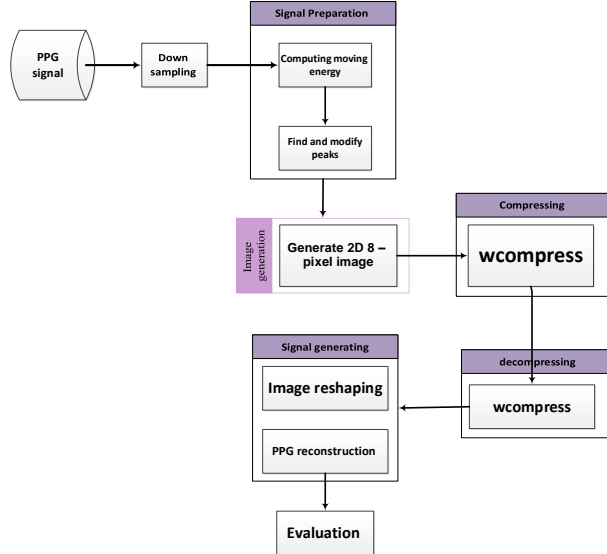 Signal Preparation
PPG
signal
Down
sampling
Computing moving
energy
Find and modify
peaks
Image
generation
Generate 2D 8 –
pixel image
Compressing
wcompress
Signal generating
Image reshaping
PPG reconstruction
decompressing
wcompress
Evaluation